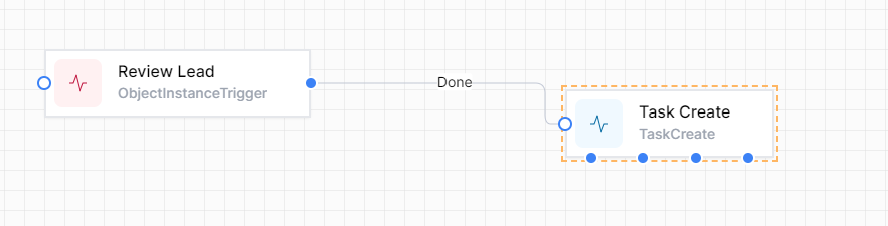 Review Lead
ObjectInstanceTrigger
Done
Task Create
TaskCreate